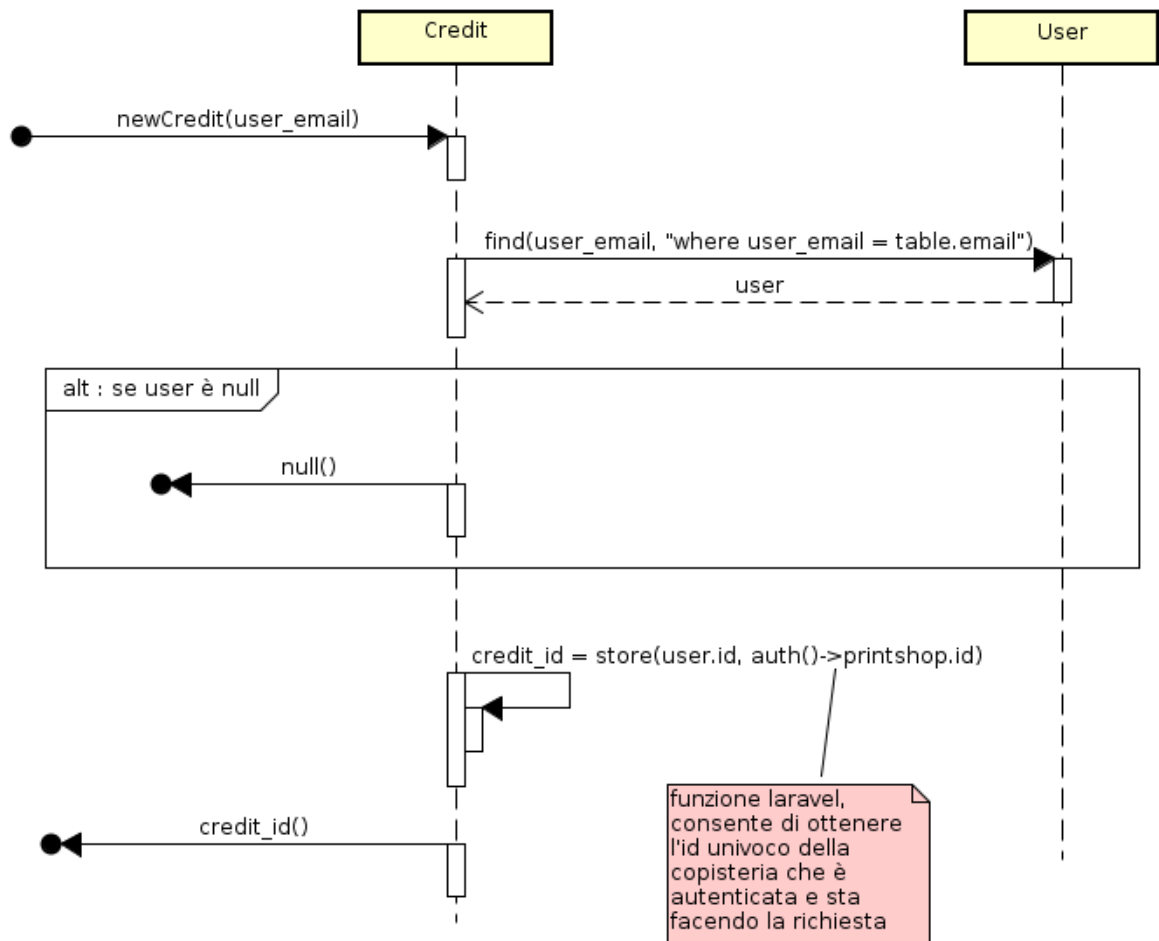 Credit
User
newCredit(user_email)
find(user_email, "where user_email = table.email")
user
alt : se user è null
null()
credit_id = store(user.id, auth()->printshop.id)
funzione laravel,
consente di ottenere
l'id univoco della
copisteria che è
autenticata e sta
facendo la richiesta
credit_id()